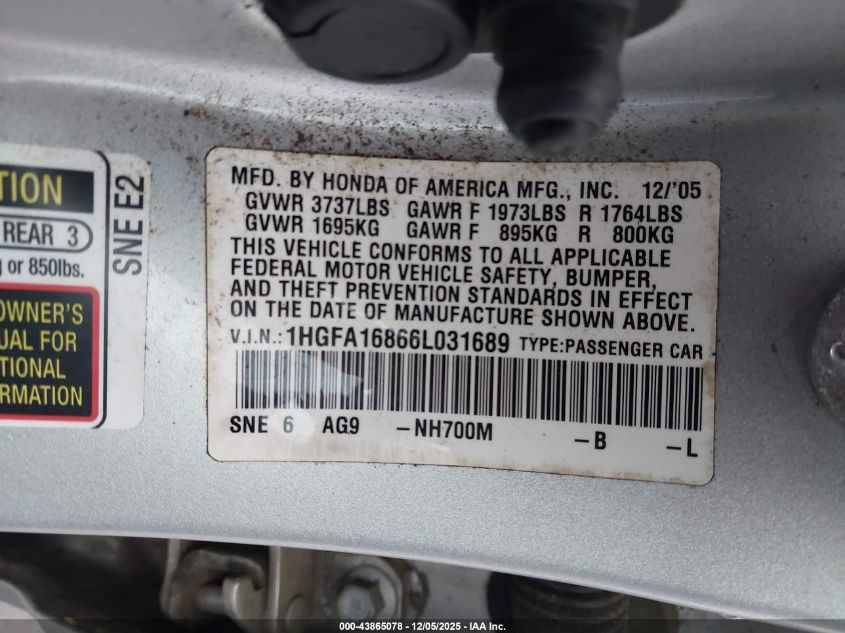 TION
REAR 3
or 850lbs.
OWNER'S
UAL FOR
TIONAL
ORMATION
SNE E2
MFD. BY HONDA OF AMERICA MFG., INC. 12/'05
GVWR 3737LBS GAWR F 1973LBS R 1764LBS
GVWR 1695KG GAWR F 895KG R 800KG
THIS VEHICLE CONFORMS TO ALL APPLICABLE
FEDERAL MOTOR VEHICLE SAFETY, BUMPER,
AND THEFT PREVENTION STANDARDS IN EFFECT
ON THE DATE OF MANUFACTURE SHOWN ABOVE.
V.I.N.: 1HGFA16866L031689 TYPE:PASSENGER CAR
SNE 6 AG9 -NH700M -B -L
000-43865078 - 12/05/2025 - IAA Inc.